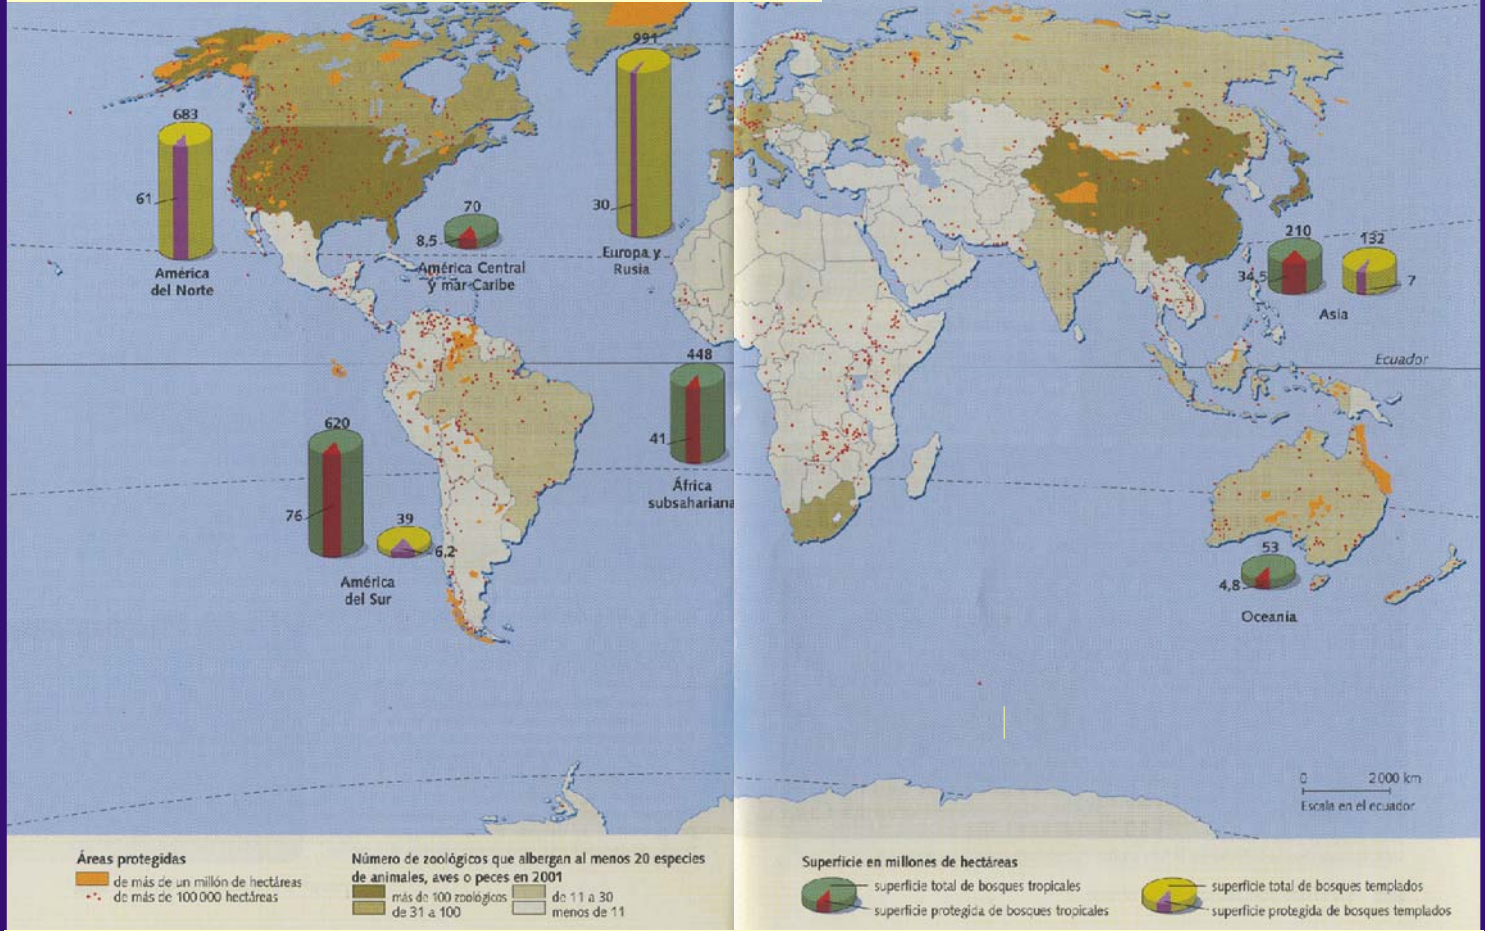 991
683
61
América
del Norte
70
8,5
América Central
y mar Caribe
30
Europa y
Rusia
210
34,5
132
7
Asia
Ecuador
448
41
África
subsahariana
620
76
39
6,2
América
del Sur
53
4,8
Oceanía
0 2 000 km
Escala en el ecuador
Áreas protegidas
de más de un millón de hectáreas
de más de 100 000 hectáreas
Número de zoológicos que albergan al menos 20 especies
de animales, aves o peces en 2001
más de 100 zoológicos
de 31 a 100
de 11 a 30
menos de 11
Superficie en millones de hectáreas
superficie total de bosques tropicales
superficie protegida de bosques tropicales
superficie total de bosques templados
superficie protegida de bosques templados